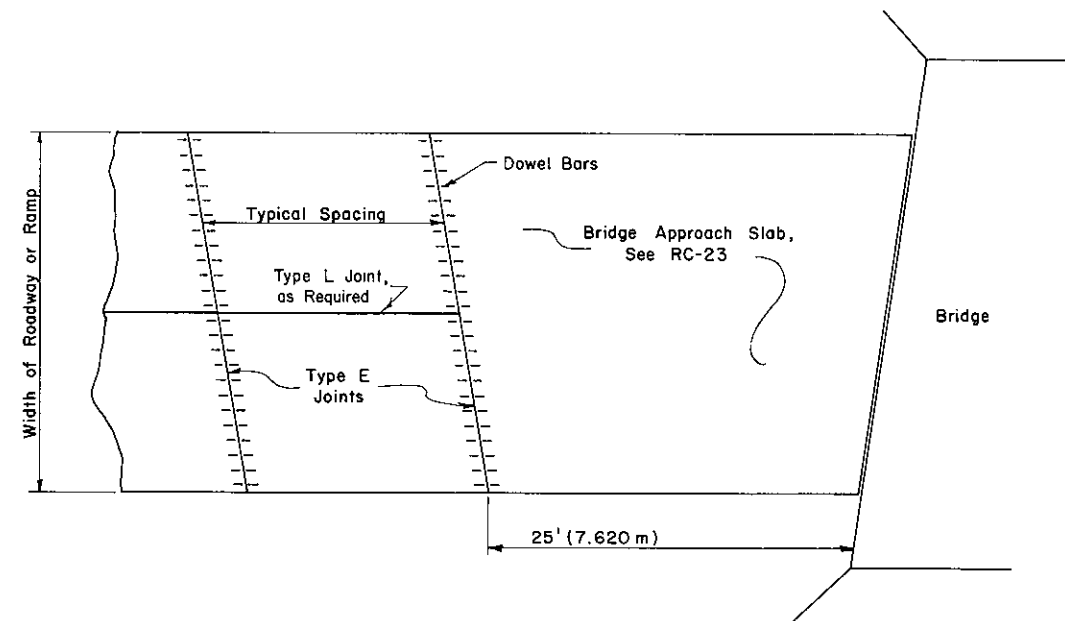 Dowel Bars
Typical Spacing
Bridge Approach Slab,
See RC-23
Type L Joint,
as Required
Bridge
Width of Roadway or Ramp
Type E
Joints
25' (7.620 m)